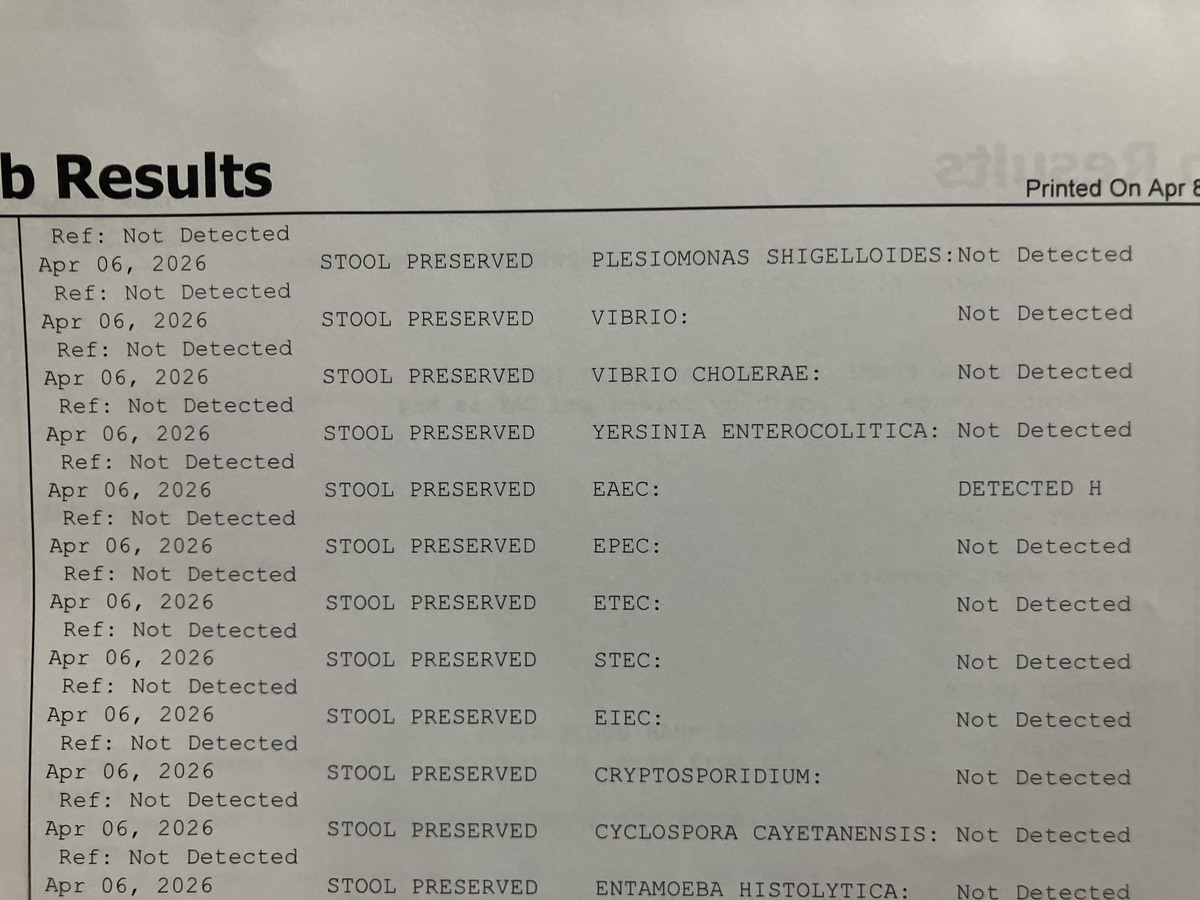 b Results
Printed On Apr 8
Ref: Not Detected
Apr 06, 2026 STOOL PRESERVED PLESIOMONAS SHIGELLOIDES:Not Detected
Ref: Not Detected
Apr 06, 2026 STOOL PRESERVED VIBRIO: Not Detected
Ref: Not Detected
Apr 06, 2026 STOOL PRESERVED VIBRIO CHOLERAE: Not Detected
Ref: Not Detected
Apr 06, 2026 STOOL PRESERVED YERSINIA ENTEROCOLITICA: Not Detected
Ref: Not Detected
Apr 06, 2026 STOOL PRESERVED EAEC: DETECTED H
Ref: Not Detected
Apr 06, 2026 STOOL PRESERVED EPEC: Not Detected
Ref: Not Detected
Apr 06, 2026 STOOL PRESERVED ETEC: Not Detected
Ref: Not Detected
Apr 06, 2026 STOOL PRESERVED STEC: Not Detected
Ref: Not Detected
Apr 06, 2026 STOOL PRESERVED EIEC: Not Detected
Ref: Not Detected
Apr 06, 2026 STOOL PRESERVED CRYPTOSPORIDIUM: Not Detected
Ref: Not Detected
Apr 06, 2026 STOOL PRESERVED CYCLOSPORA CAYETANENSIS: Not Detected
Ref: Not Detected
Apr 06, 2026 STOOL PRESERVED ENTAMOEBA HISTOLYTICA: Not Detected